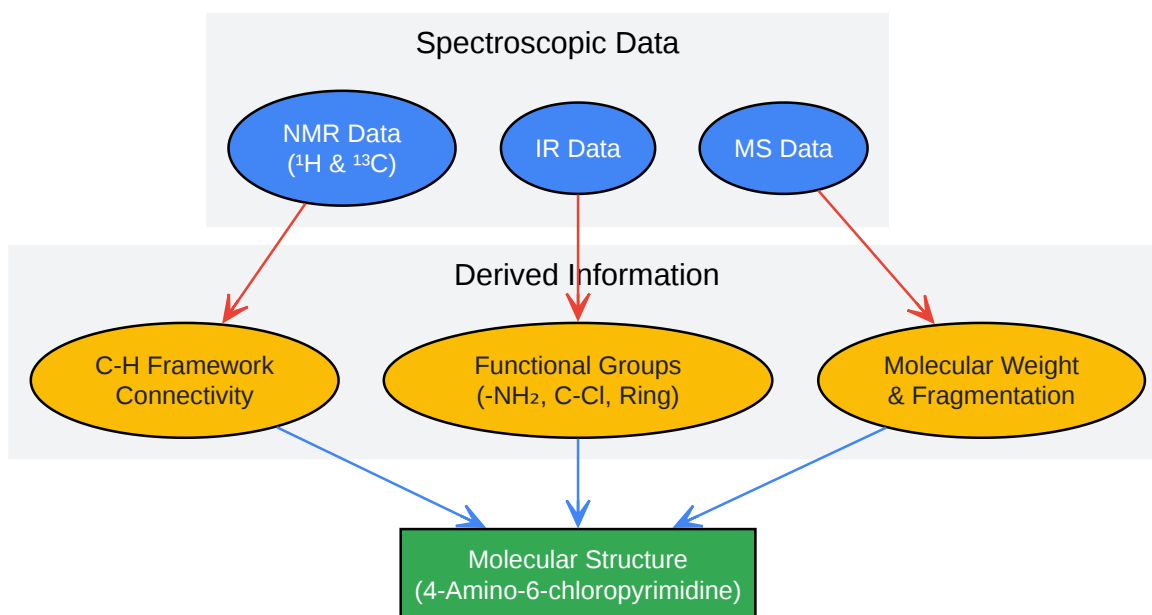 Spectroscopic Data
NMR Data
(¹H & ¹³C)
IR Data
MS Data
Derived Information
C-H Framework
Connectivity
Functional Groups
(-NH₂, C-Cl, Ring)
Molecular Weight
& Fragmentation
Molecular Structure
(4-Amino-6-chloropyrimidine)